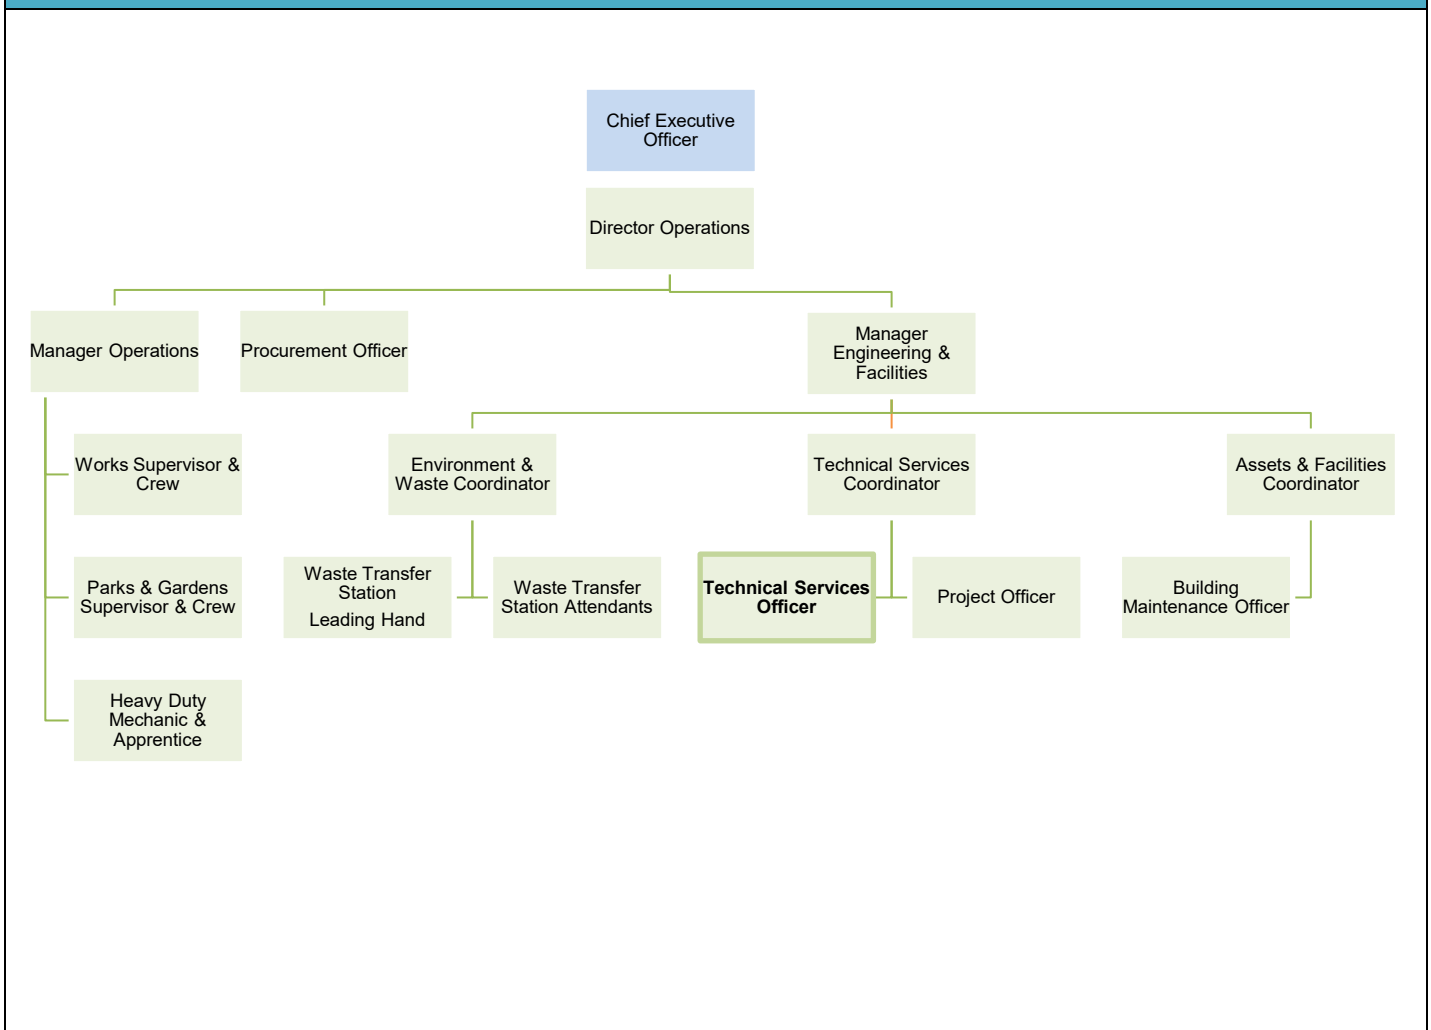 Chief Executive
Officer
Director Operations
Manager Operations
Procurement Officer
Manager
Engineering &
Facilities
Works Supervisor &
Crew
Environment &
Waste Coordinator
Technical Services
Coordinator
Assets & Facilities
Coordinator
Parks & Gardens
Supervisor & Crew
Waste Transfer
Station
Leading Hand
Waste Transfer
Station Attendants
Technical Services
Officer
Project Officer
Building
Maintenance Officer
Heavy Duty
Mechanic &
Apprentice